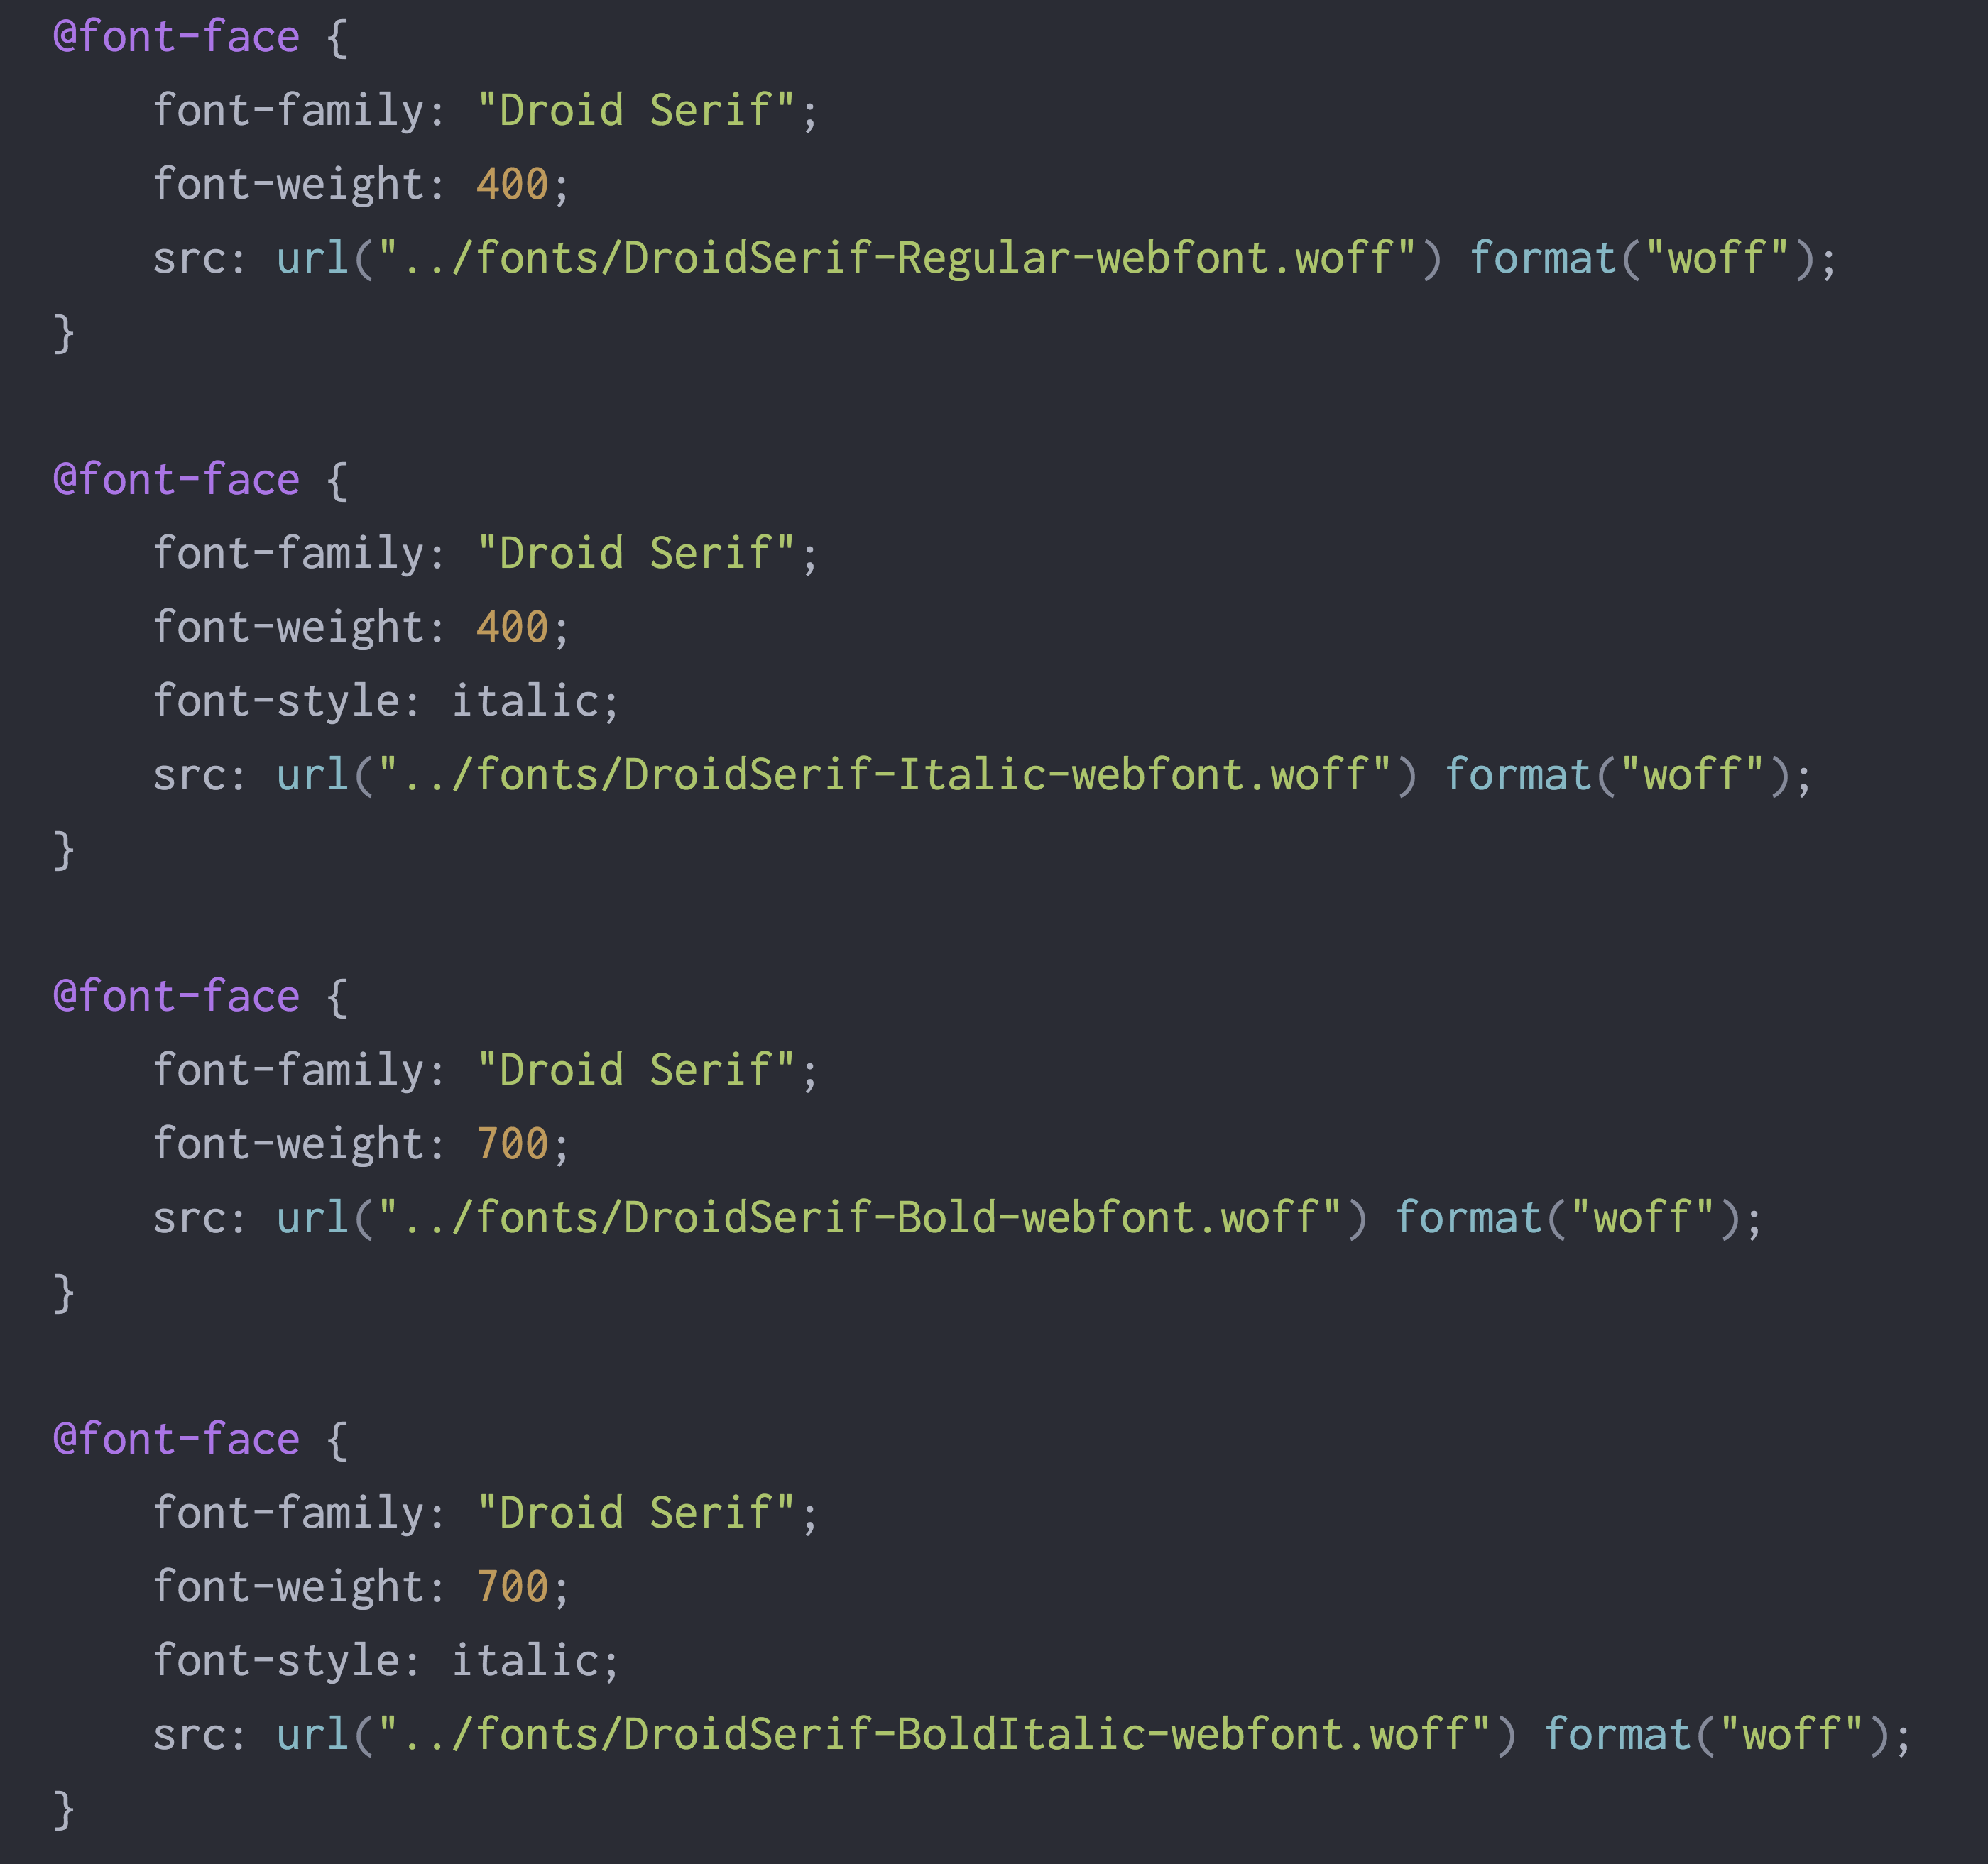 @font-face {
    font-family: "Droid Serif";
    font-weight: 400;
    src: url("../fonts/DroidSerif-Regular-webfont.woff") format("woff");
}

@font-face {
    font-family: "Droid Serif";
    font-weight: 400;
    font-style: italic;
    src: url("../fonts/DroidSerif-Italic-webfont.woff") format("woff");
}

@font-face {
    font-family: "Droid Serif";
    font-weight: 700;
    src: url("../fonts/DroidSerif-Bold-webfont.woff") format("woff");
}

@font-face {
    font-family: "Droid Serif";
    font-weight: 700;
    font-style: italic;
    src: url("../fonts/DroidSerif-BoldItalic-webfont.woff") format("woff");
}